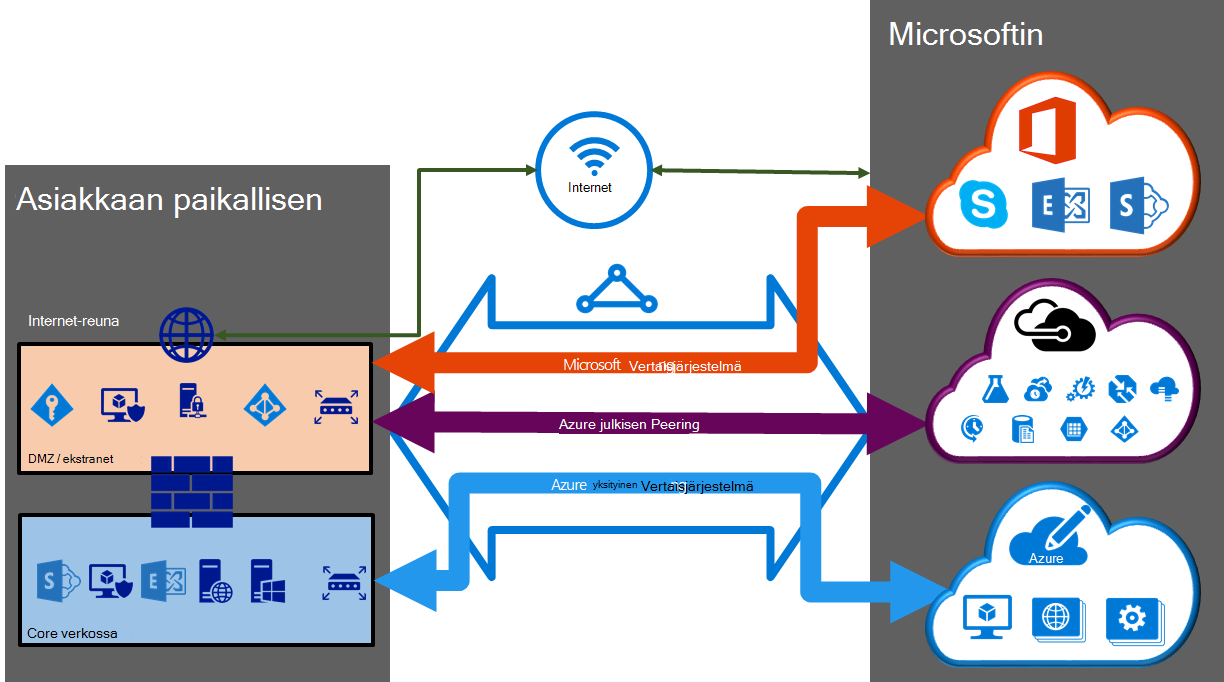 Microsoftin
Internet
Asiakkaan paikallisen
Internet-reuna
Microsoft Vertaisjärjestelmä
Azure julkisen Peering
DMZ / ekstranet
Azure yksityinen Vertaisjärjestelmä
Azure
Core verkossa
S
E
S
S
E